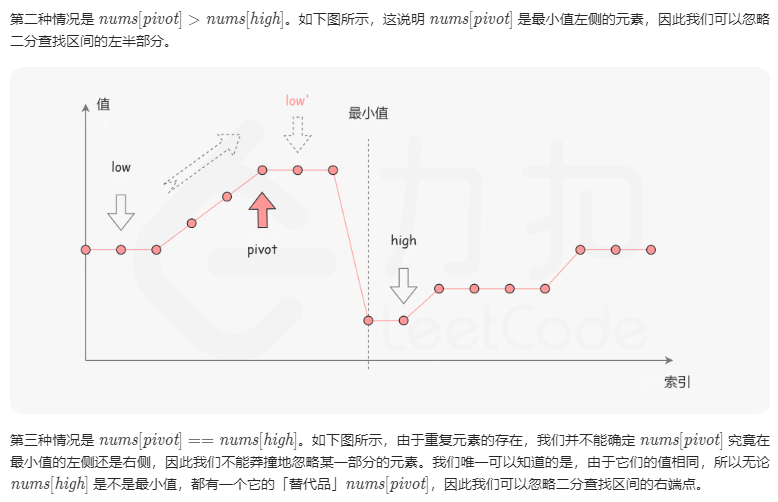 第二种情况是 nums[pivot] > nums[high]。如下图所示，这说明 nums[pivot] 是最小值左侧的元素，因此我们可以忽略
二分查找区间的左半部分。
值
low'
最小值
low
pivot
high
力扣
LeetCode
索引
第三种情况是 nums[pivot] == nums[high]。如下图所示，由于重复元素的存在，我们并不能确定 nums[pivot] 究竟在
最小值的左侧还是右侧，因此我们不能莽撞地忽略某一部分的元素。我们唯一可以知道的是，由于它们的值相同，所以无论
nums[high] 是不是最小值，都有一个它的「替代品」nums[pivot]，因此我们可以忽略二分查找区间的右端点。